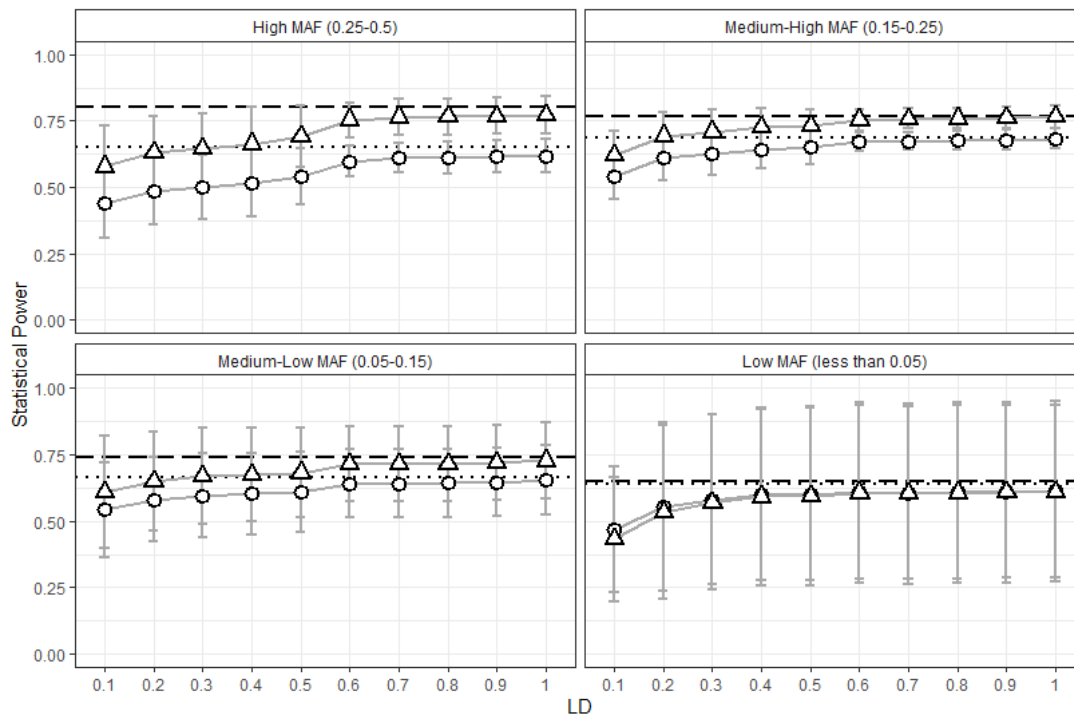 High MAF (0.25-0.5)
Medium-High MAF (0.15-0.25)
1.00
0.75
0.50
0.25
0.00
Statistical Power
Medium-Low MAF (0.05-0.15)
Low MAF (less than 0.05)
1.00
0.75
0.50
0.25
0.00
0.1 0.2 0.3 0.4 0.5 0.6 0.7 0.8 0.9 1
0.1 0.2 0.3 0.4 0.5 0.6 0.7 0.8 0.9 1
LD